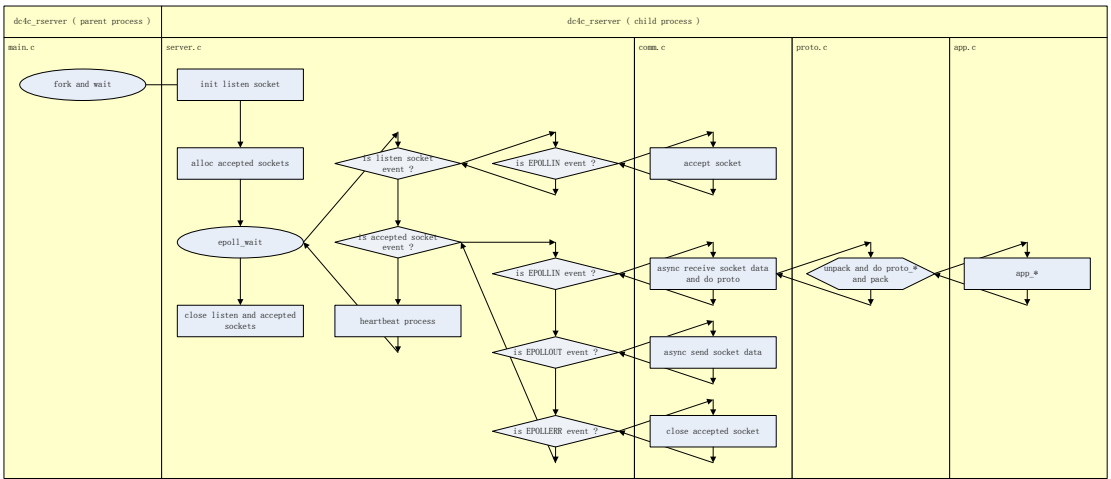 dc4c_rserver ( parent process )
dc4c_rserver ( child process )
main.c
server.c
comm.c
proto.c
app.c
fork and wait
init listen socket
alloc accepted sockets
is listen socket
event ?
is EPOLLIN event ?
accept socket
epoll_wait
is accepted socket
event ?
is EPOLLIN event ?
async receive socket data
and do proto
unpack and do proto_*
and pack
app_*
close listen and accepted
sockets
heartbeat process
is EPOLLOUT event ?
async send socket data
is EPOLLERR event ?
close accepted socket